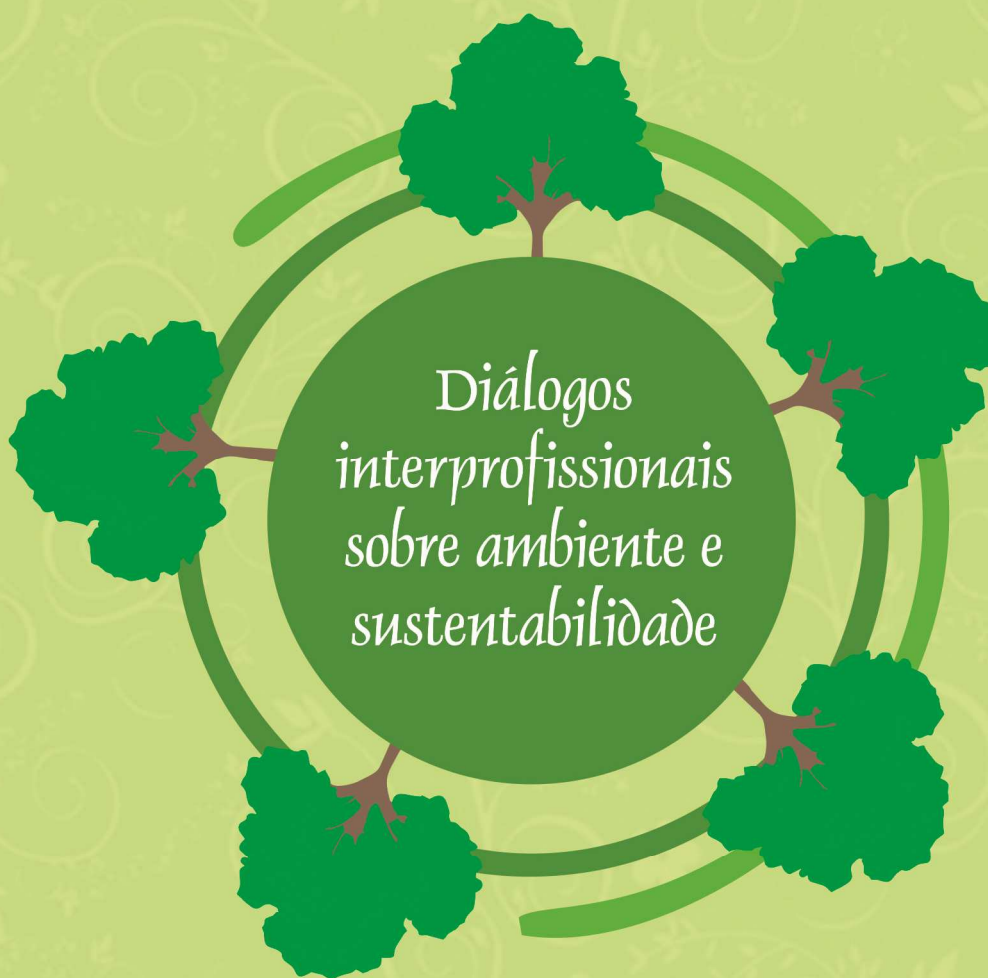 Diálogos
interprofissionais
sobre ambiente e
sustentabilidade